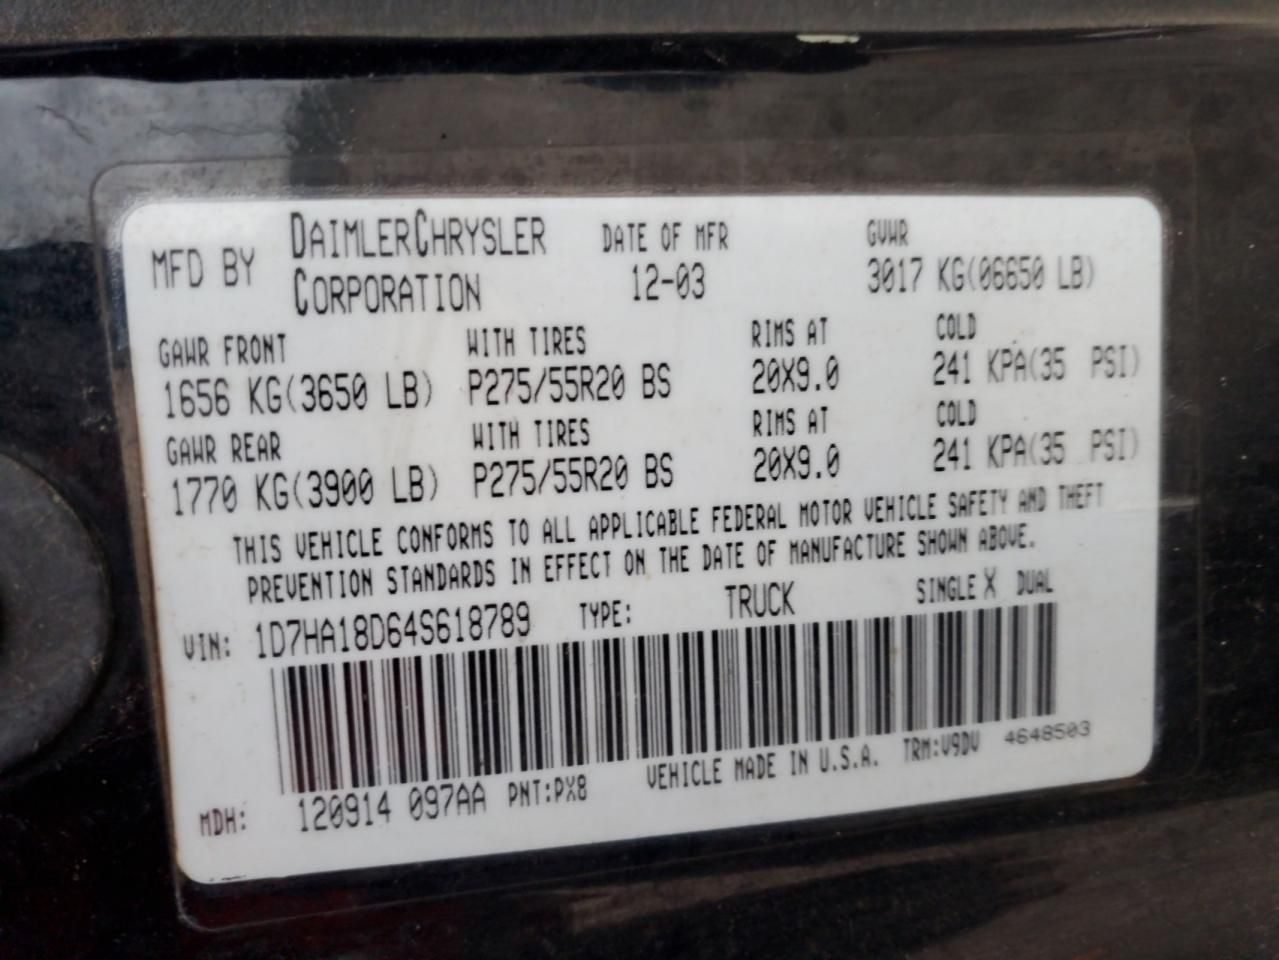 MFD BY DAIMLERCHRYSLER CORPORATION DATE OF MFR 12-03 GVWR 3017 KG(06650 LB)
GAWR FRONT WITH TIRES RIMS AT COLD
1656 KG(3650 LB) P275/55R20 BS 20X9.0 241 KPA(35 PSI)
GAWR REAR WITH TIRES RIMS AT COLD
1770 KG(3900 LB) P275/55R20 BS 20X9.0 241 KPA(35 PSI)
THIS VEHICLE CONFORMS TO ALL APPLICABLE FEDERAL MOTOR VEHICLE SAFETY AND THEFT
PREVENTION STANDARDS IN EFFECT ON THE DATE OF MANUFACTURE SHOWN ABOVE.
VIN: 1D7HA18D64S618789 TYPE: TRUCK SINGLE X DUAL
MDH: 120914 097AA PNT:PX8 VEHICLE MADE IN U.S.A. TRM:V9DV 4648503